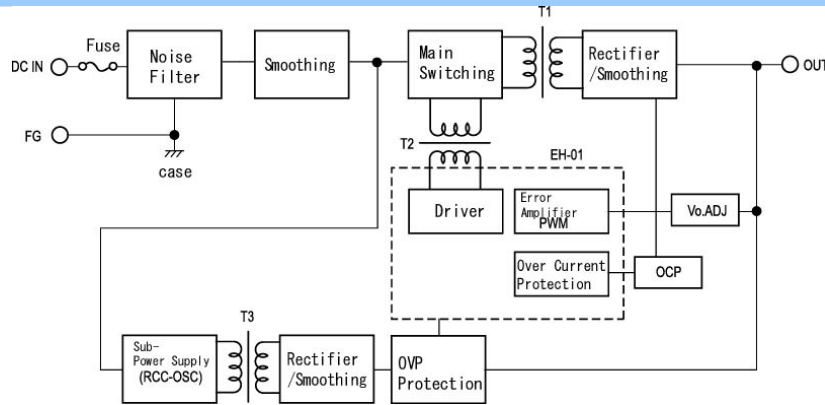 T1
Fuse
DC IN
Noise
Filter
Smoothing
Main
Switching
Rectifier
/Smoothing
OUT
FG
case
T2
EH-01
Driver
Error
Amplifier
PWM
Vo.ADJ
Over Current
Protection
OCP
T3
Sub-
Power Supply
(RCC-OSC)
Rectifier
/Smoothing
OVP
Protection